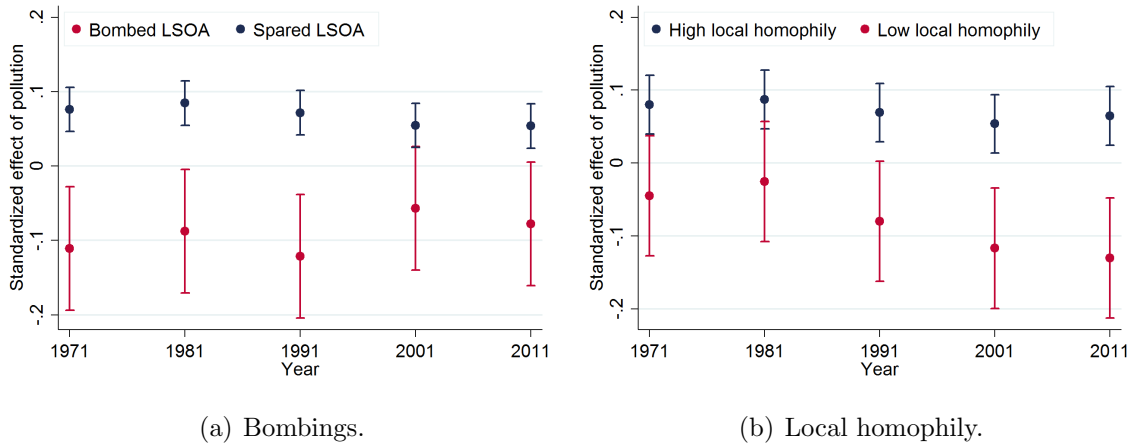 Standardized effect of pollution
.2
.1
0
-.1
-.2
Bombed LSOA
Spared LSOA
1971
1981
1991
2001
2011
Year
(a) Bombings.
Standardized effect of pollution
.2
.1
0
-.1
-.2
High local homophily
Low local homophily
1971
1981
1991
2001
2011
Year
(b) Local homophily.